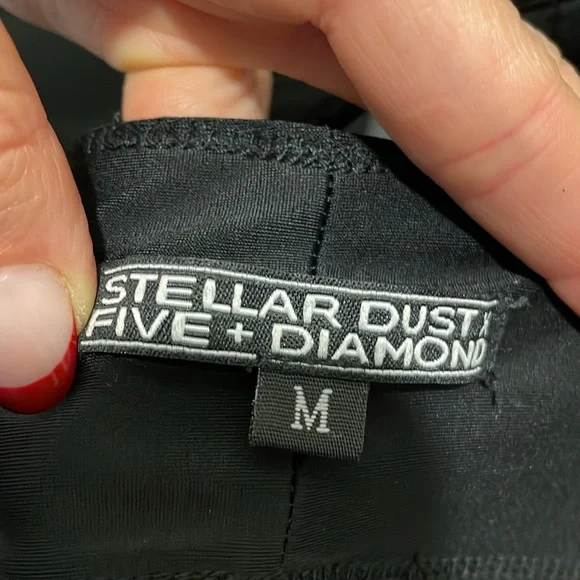 STELLAR DUST X
FIVE + DIAMOND
M